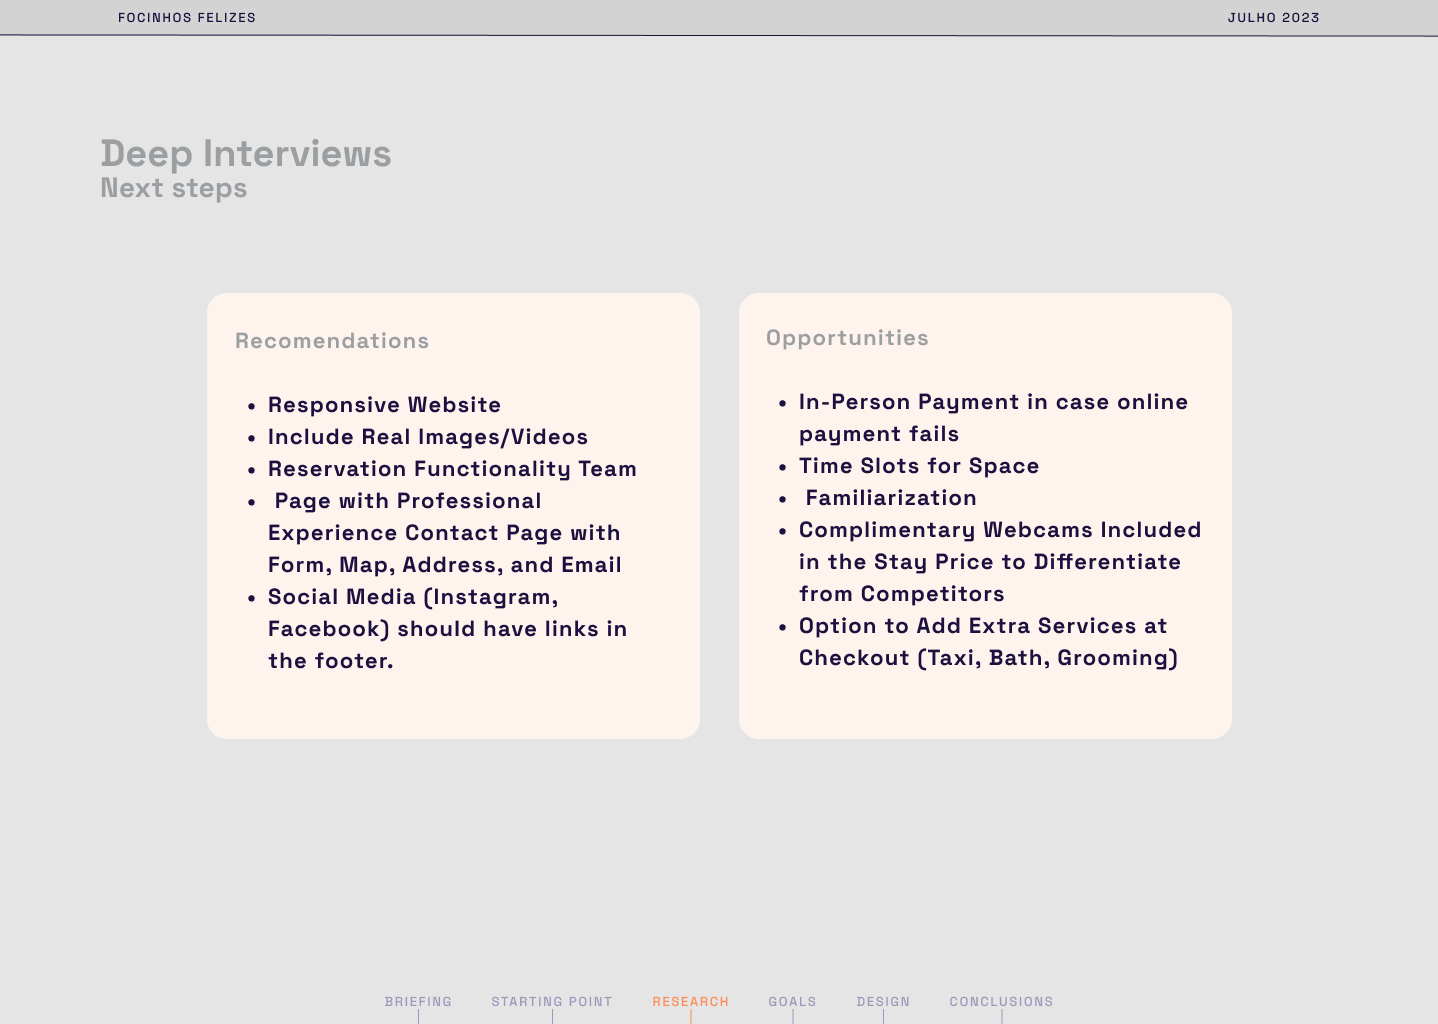 FOCINHOS FELIZES
JULHO 2023
Deep Interviews
Next steps
Recomendations
• Responsive Website
• Include Real Images/Videos
• Reservation Functionality Team
• Page with Professional
Experience Contact Page with
Form, Map, Address, and Email
• Social Media (Instagram,
Facebook) should have links in
the footer.
Opportunities
• In-Person Payment in case online
payment fails
• Time Slots for Space
• Familiarization
• Complimentary Webcams Included
in the Stay Price to Differentiate
from Competitors
• Option to Add Extra Services at
Checkout (Taxi, Bath, Grooming)
BRIEFING STARTING POINT RESEARCH GOALS DESIGN CONCLUSIONS